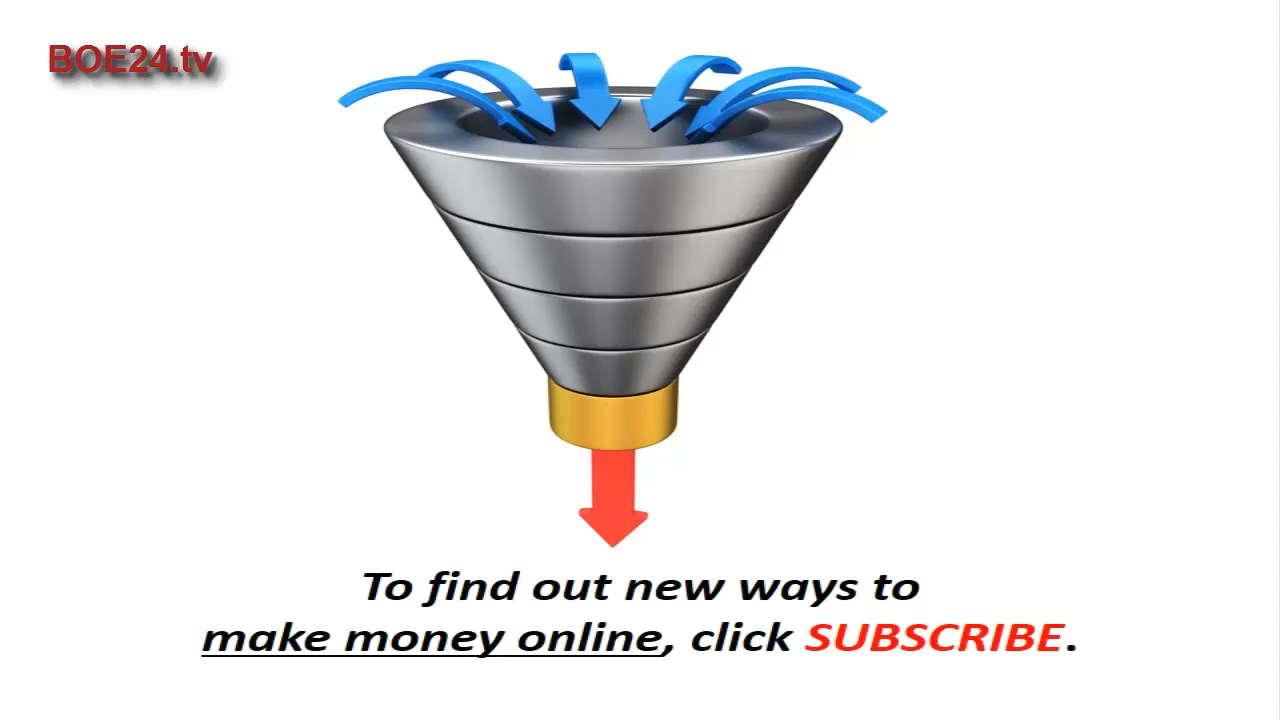 BOE24.tv
To find out new ways to
make money online, click SUBSCRIBE.